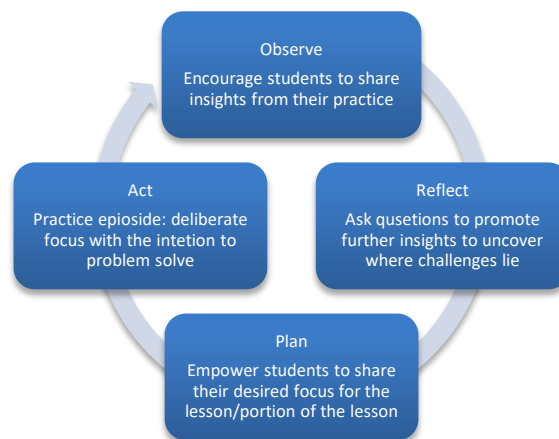 Observe
Encourage students to share
insights from their practice
Act
Practice epioside: deliberate
focus with the intetion to
problem solve
Reflect
Ask qusetions to promote
further insights to uncover
where challenges lie
Plan
Empower students to share
their desired focus for the
lesson/portion of the lesson